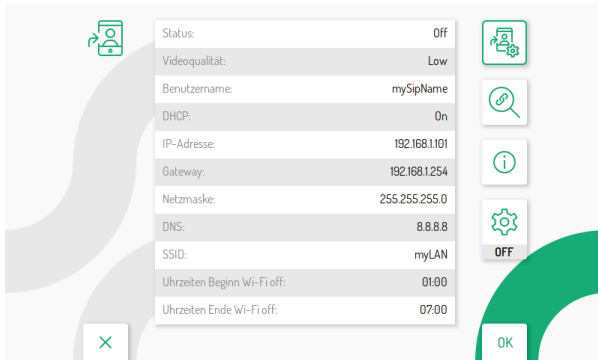 Status: Off
Videoqualität: Low
Benutzername: mySipName
DHCP: On
IP-Adresse: 192.168.1.101
Gateway: 192.168.1.254
Netzmaske: 255.255.255.0
DNS: 8.8.8.8
SSID: myLAN
Uhrzeiten Beginn Wi-Fi off: 01:00
Uhrzeiten Ende Wi-Fi off: 07:00
OFF
OK